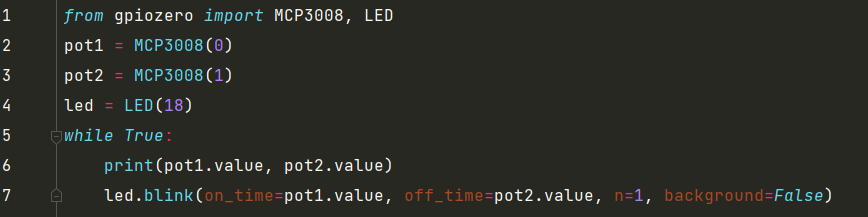 1 from gpiozero import MCP3008, LED
2 pot1 = MCP3008(0)
3 pot2 = MCP3008(1)
4 led = LED(18)
5 while True:
6     print(pot1.value, pot2.value)
7     led.blink(on_time=pot1.value, off_time=pot2.value, n=1, background=False)